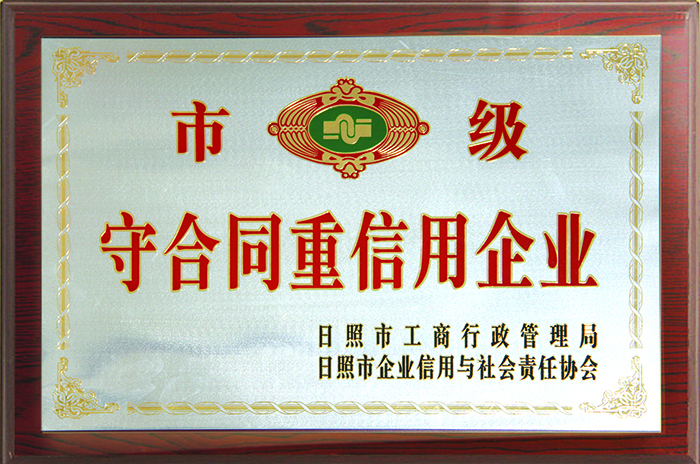 市 级
守合同重信用企业
日照市工商行政管理局
日照市企业信用与社会责任协会